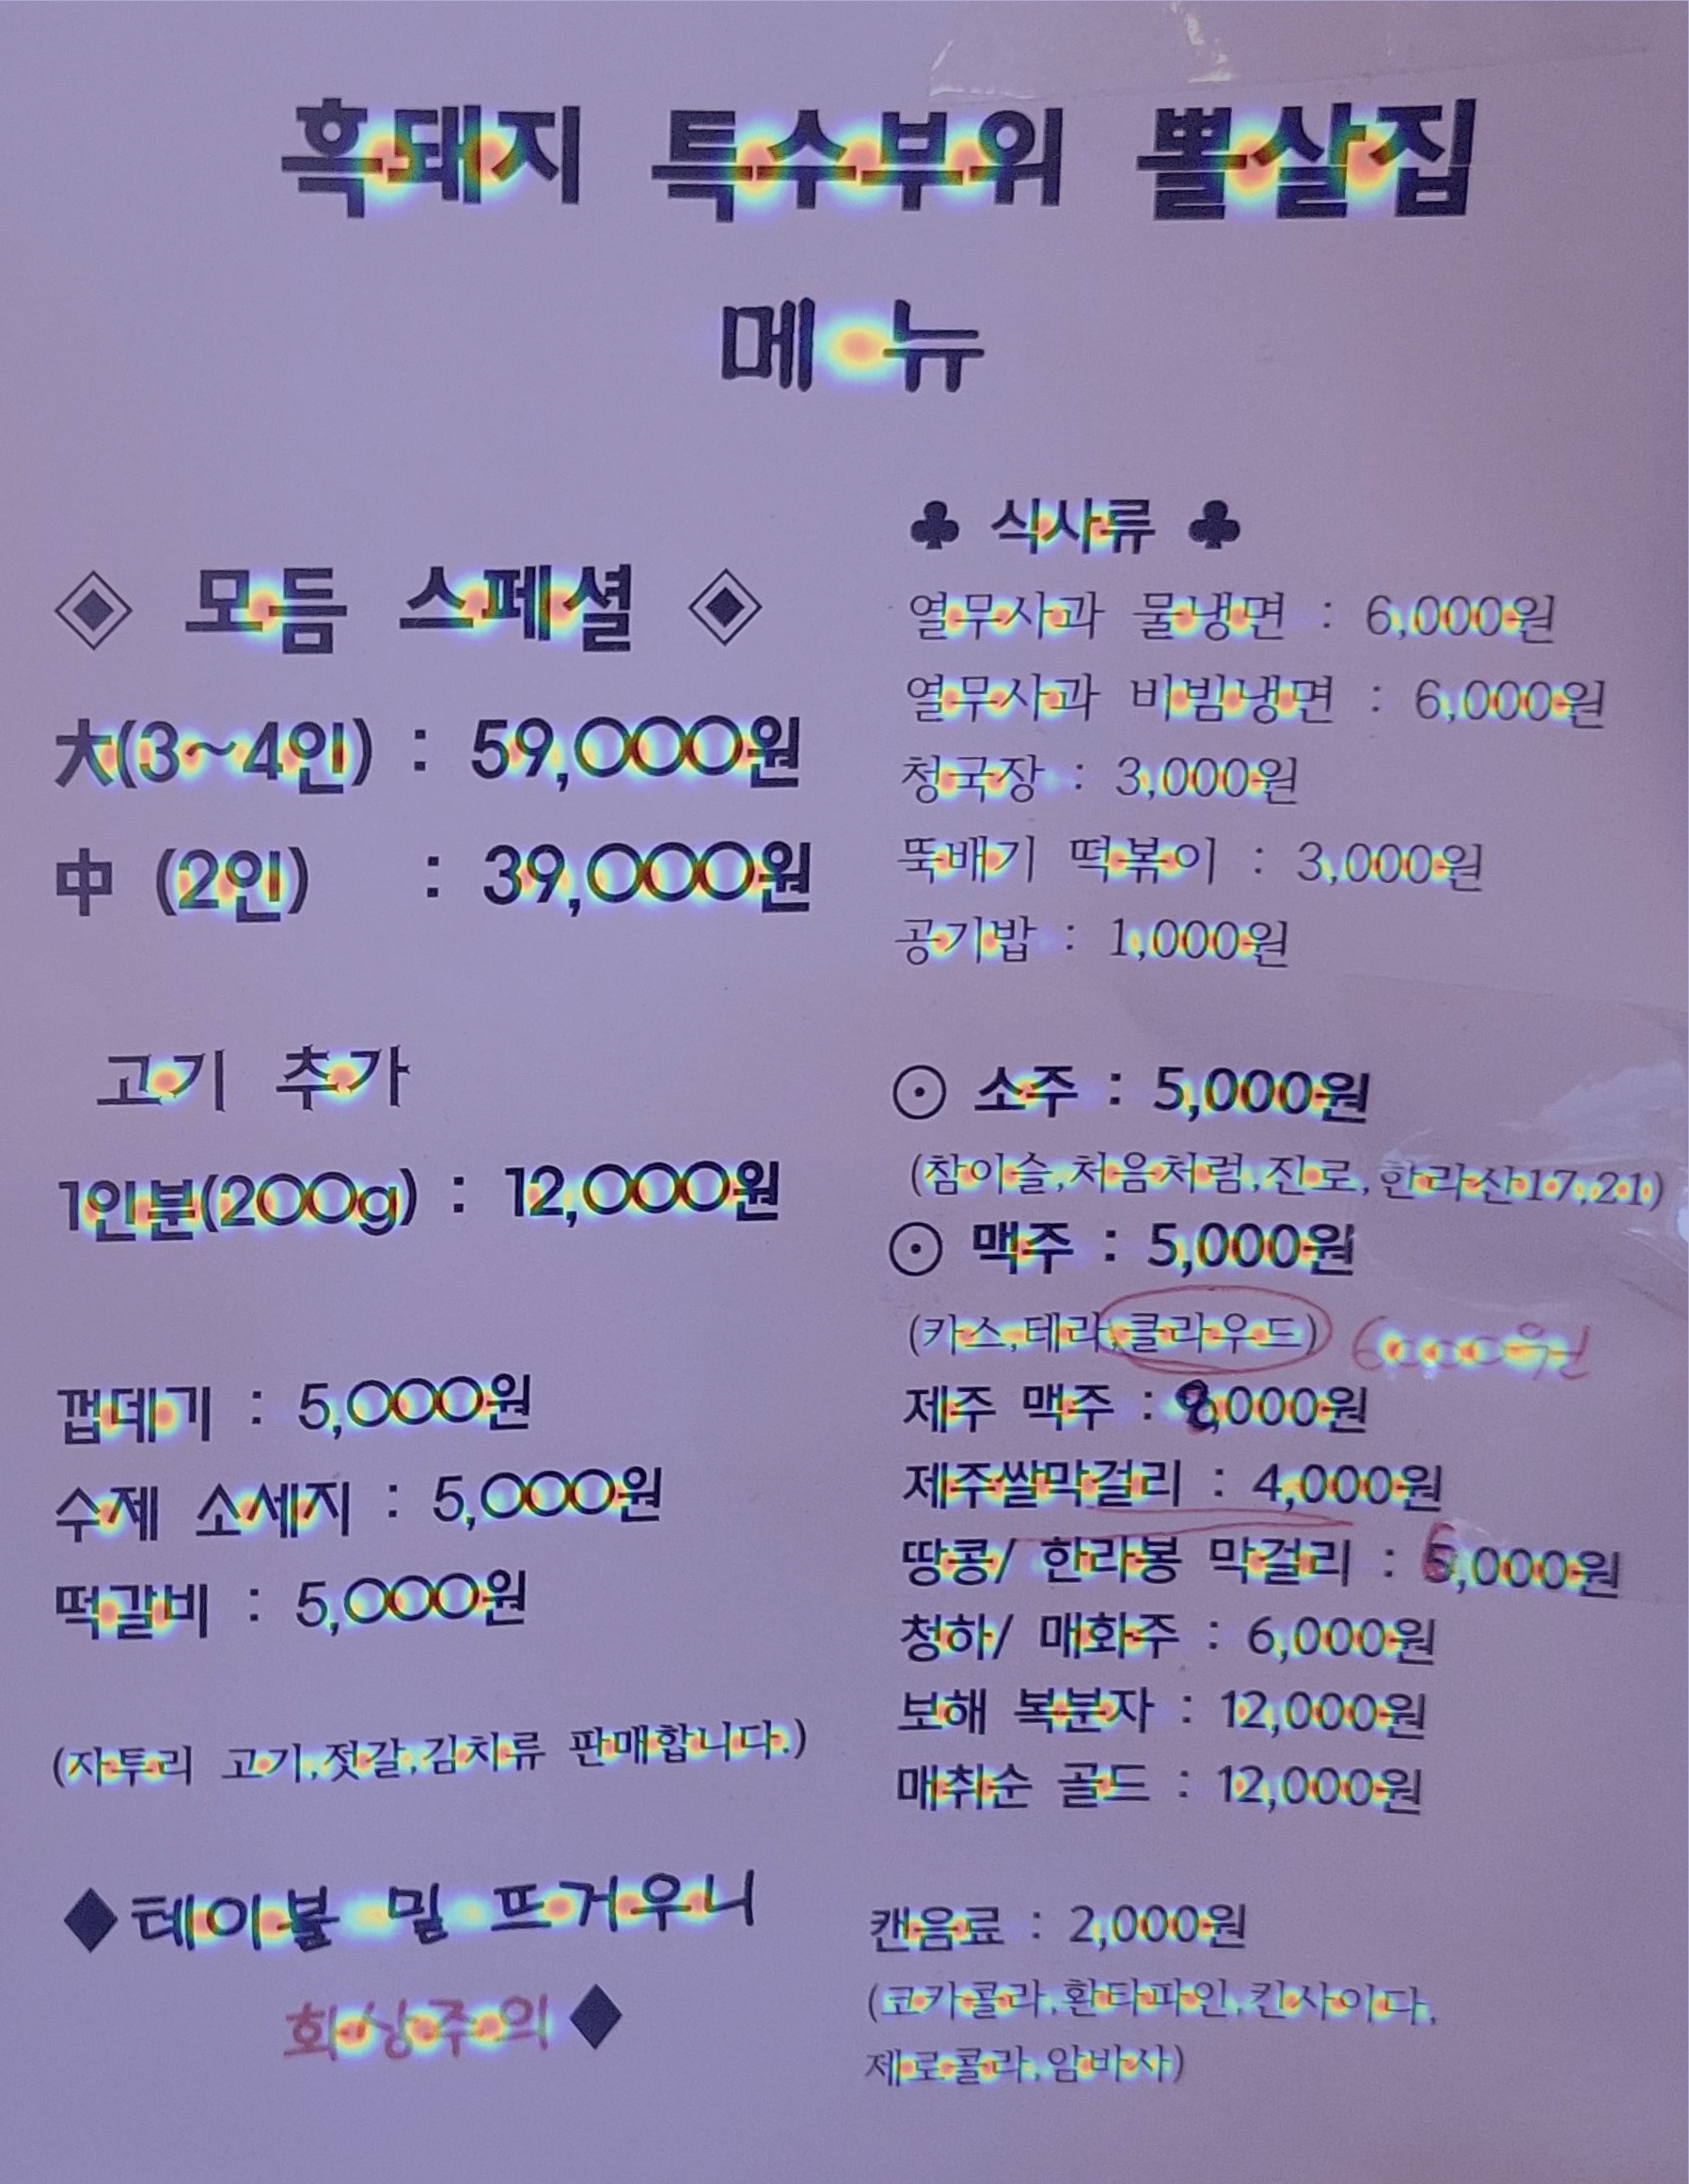 흑돼지 특수부위 뽈살집
메 뉴
◈ 모듬 스페셜 ◈
大(3~4인) : 59,000원
中 (2인) : 39,000원
고기 추가
1인분(200g) : 12,000원
껍데기 : 5,000원
수제 소세지 : 5,000원
떡갈비 : 5,000원
(자투리 고기,젓갈,김치류 판매합니다.)
◆테이블 밑 뜨거우니
화상주의◆
♣ 식사류 ♣
열무사과 물냉면 : 6,000원
열무사과 비빔냉면 : 6,000원
청국장 : 3,000원
뚝배기 떡볶이 : 3,000원
공기밥 : 1,000원
⊙ 소주 : 5,000원
(참이슬,처음처럼,진로,한라산17,21)
⊙ 맥주 : 5,000원
(카스,테라,클라우드) 6000원
제주 맥주 : 8,000원
제주쌀막걸리 : 4,000원
땅콩/ 한라봉 막걸리 : 5,000원
청하/ 매화주 : 6,000원
보해 복분자 : 12,000원
매취순 골드 : 12,000원
캔음료 : 2,000원
(코카콜라,환타파인,킨사이다,
제로콜라,암바사)